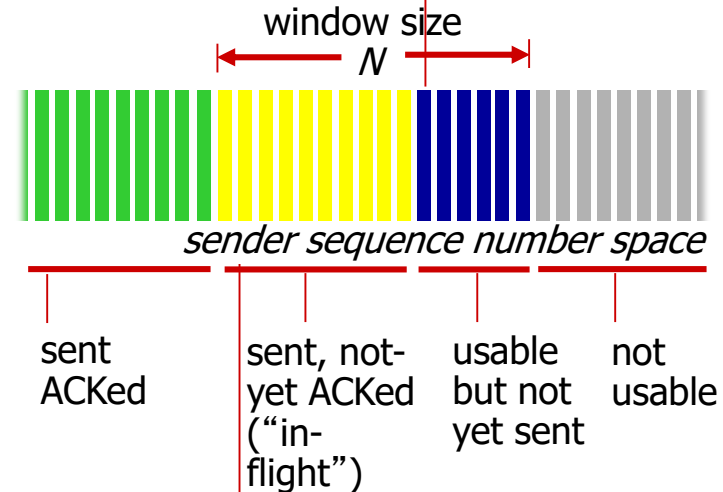 window size
N
sender sequence number space
sent
ACKed
sent, not-
yet ACKed
(“in-
flight”)
usable
but not
yet sent
not
usable